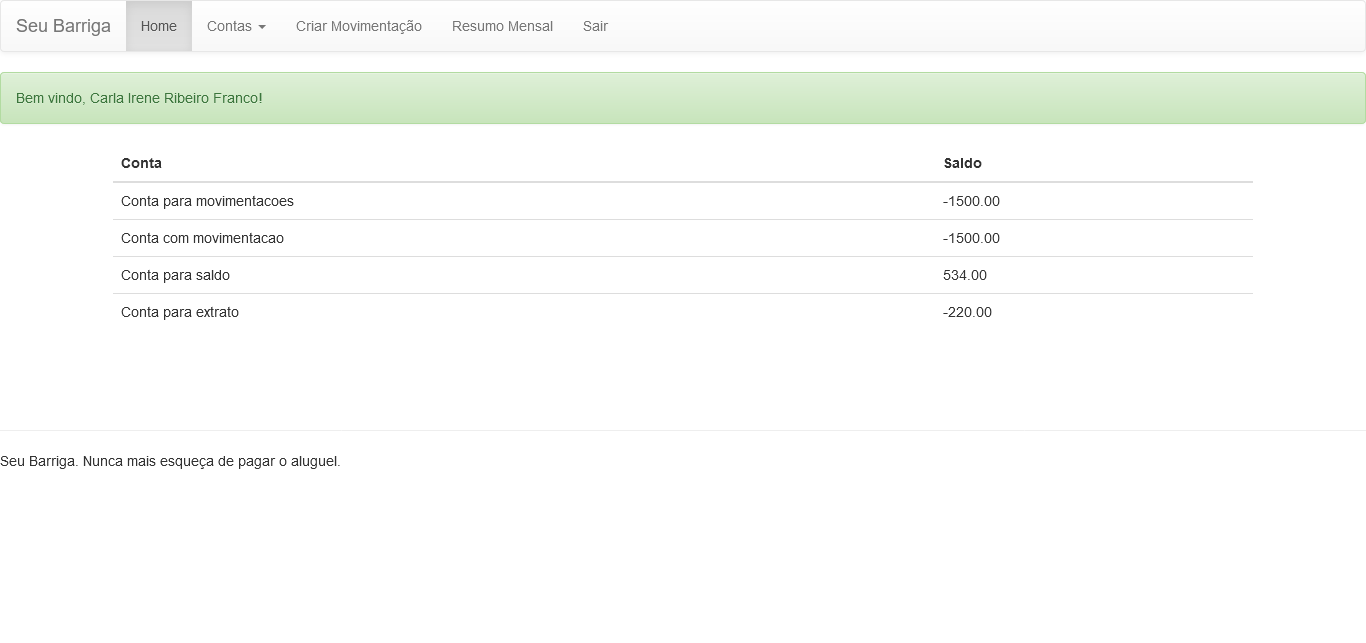 Seu Barriga Home Contas Criar Movimentação Resumo Mensal Sair
Bem vindo, Carla Irene Ribeiro Franco!
Conta Saldo
Conta para movimentacoes -1500.00
Conta com movimentacao -1500.00
Conta para saldo 534.00
Conta para extrato -220.00
Seu Barriga. Nunca mais esqueça de pagar o aluguel.